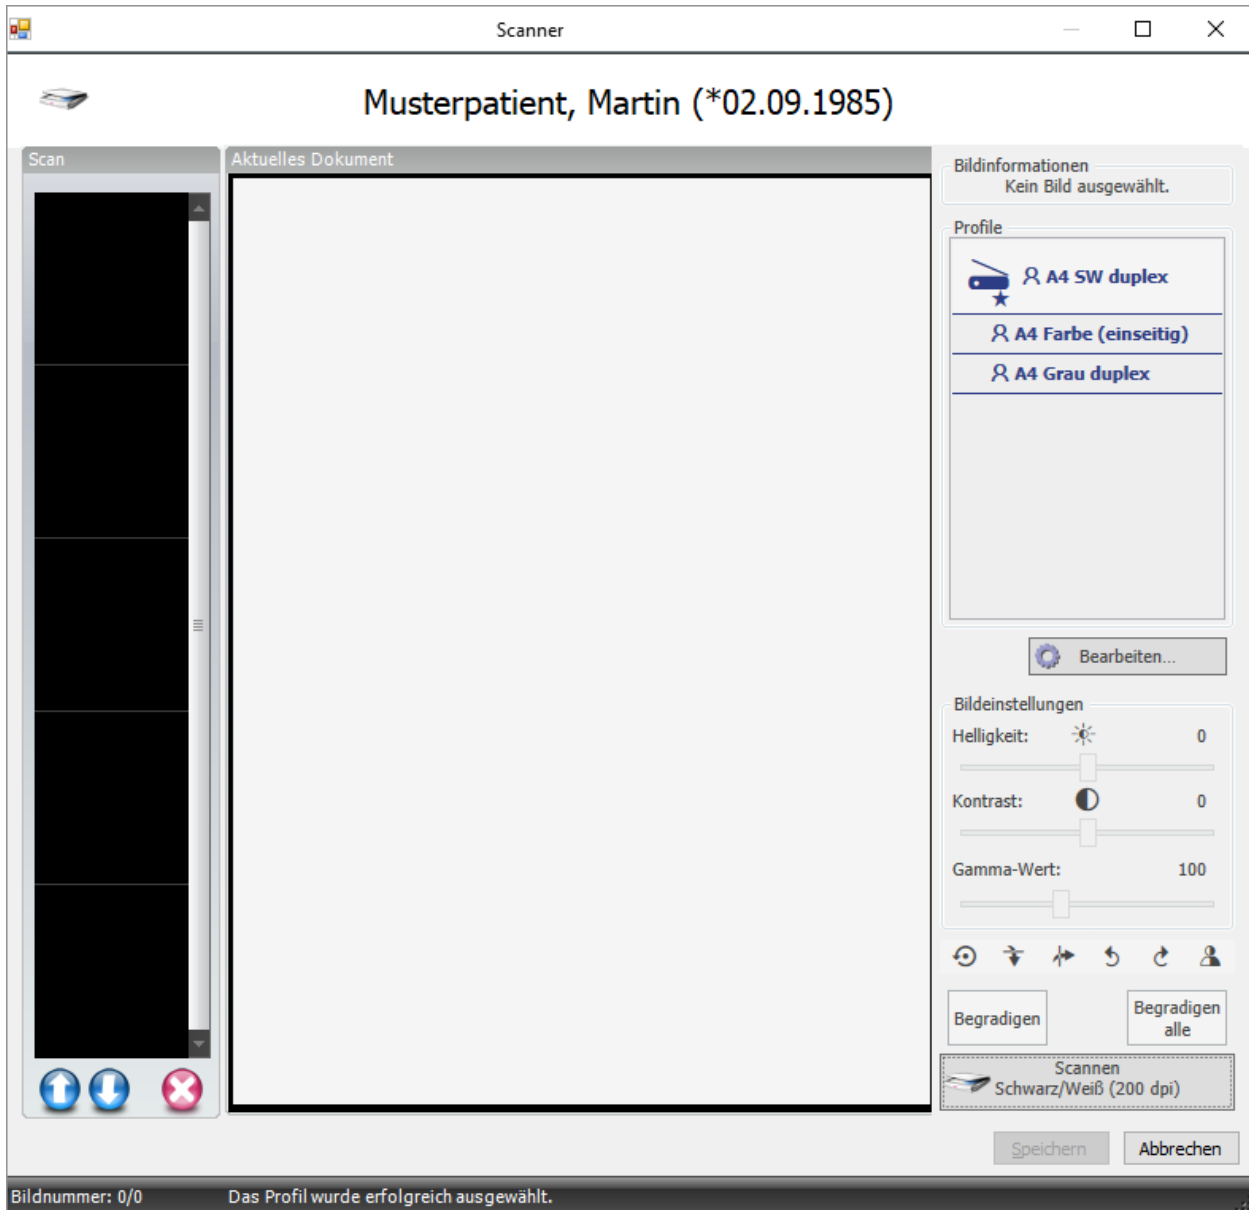 Scanner
Musterpatient, Martin (*02.09.1985)
Scan
Aktuelles Dokument
Bildinformationen
Kein Bild ausgewählt.
Profile
A4 SW duplex
A4 Farbe (einseitig)
A4 Grau duplex
Bearbeiten...
Bildeinstellungen
Helligkeit: 0
Kontrast: 0
Gamma-Wert: 100
Begradigen
Begradigen
alle
Scannen
Schwarz/Weiß (200 dpi)
Speichern Abbrechen
Bildnummer: 0/0 Das Profil wurde erfolgreich ausgewählt.